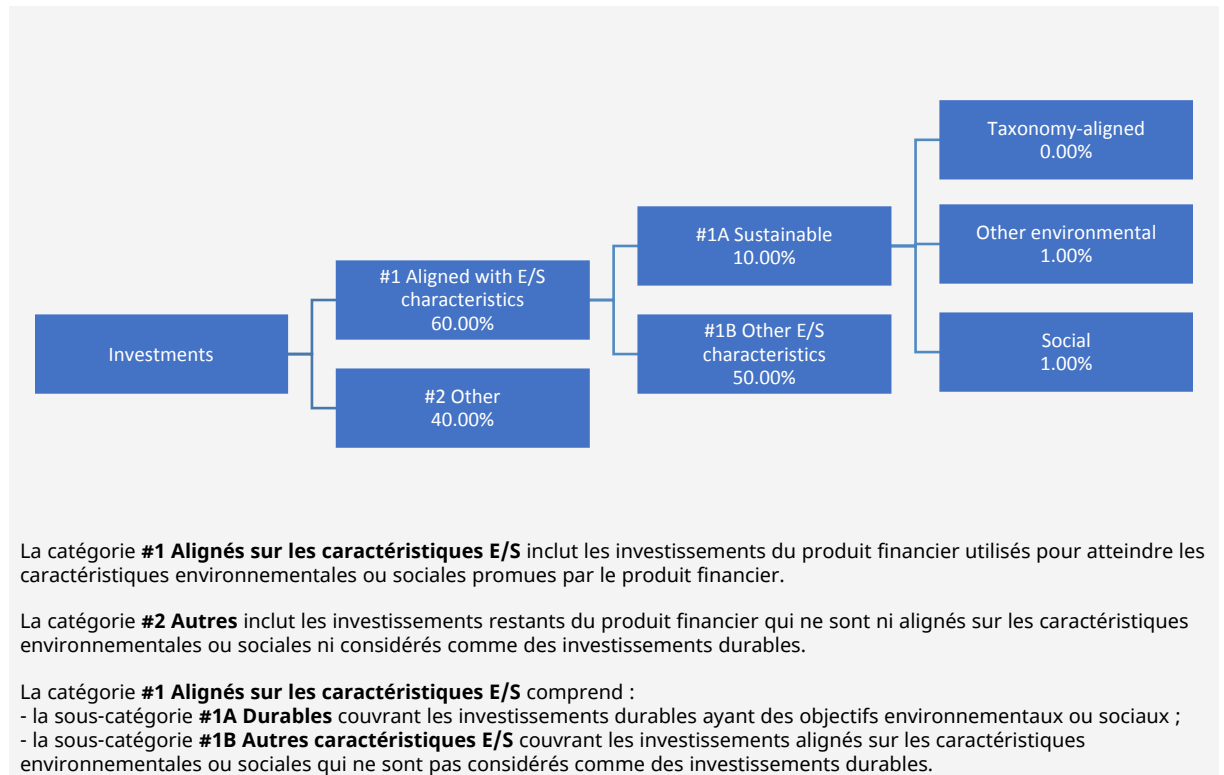 Investments
#1 Aligned with E/S
characteristics
60.00%
#2 Other
40.00%
#1A Sustainable
10.00%
#1B Other E/S
characteristics
50.00%
Taxonomy-aligned
0.00%
Other environmental
1.00%
Social
1.00%
La catégorie #1 Alignés sur les caractéristiques E/S inclut les investissements du produit financier utilisés pour atteindre les
caractéristiques environnementales ou sociales promues par le produit financier.
La catégorie #2 Autres inclut les investissements restants du produit financier qui ne sont ni alignés sur les caractéristiques
environnementales ou sociales ni considérés comme des investissements durables.
La catégorie #1 Alignés sur les caractéristiques E/S comprend :
- la sous-catégorie #1A Durables couvrant les investissements durables ayant des objectifs environnementaux ou sociaux ;
- la sous-catégorie #1B Autres caractéristiques E/S couvrant les investissements alignés sur les caractéristiques
environnementales ou sociales qui ne sont pas considérés comme des investissements durables.